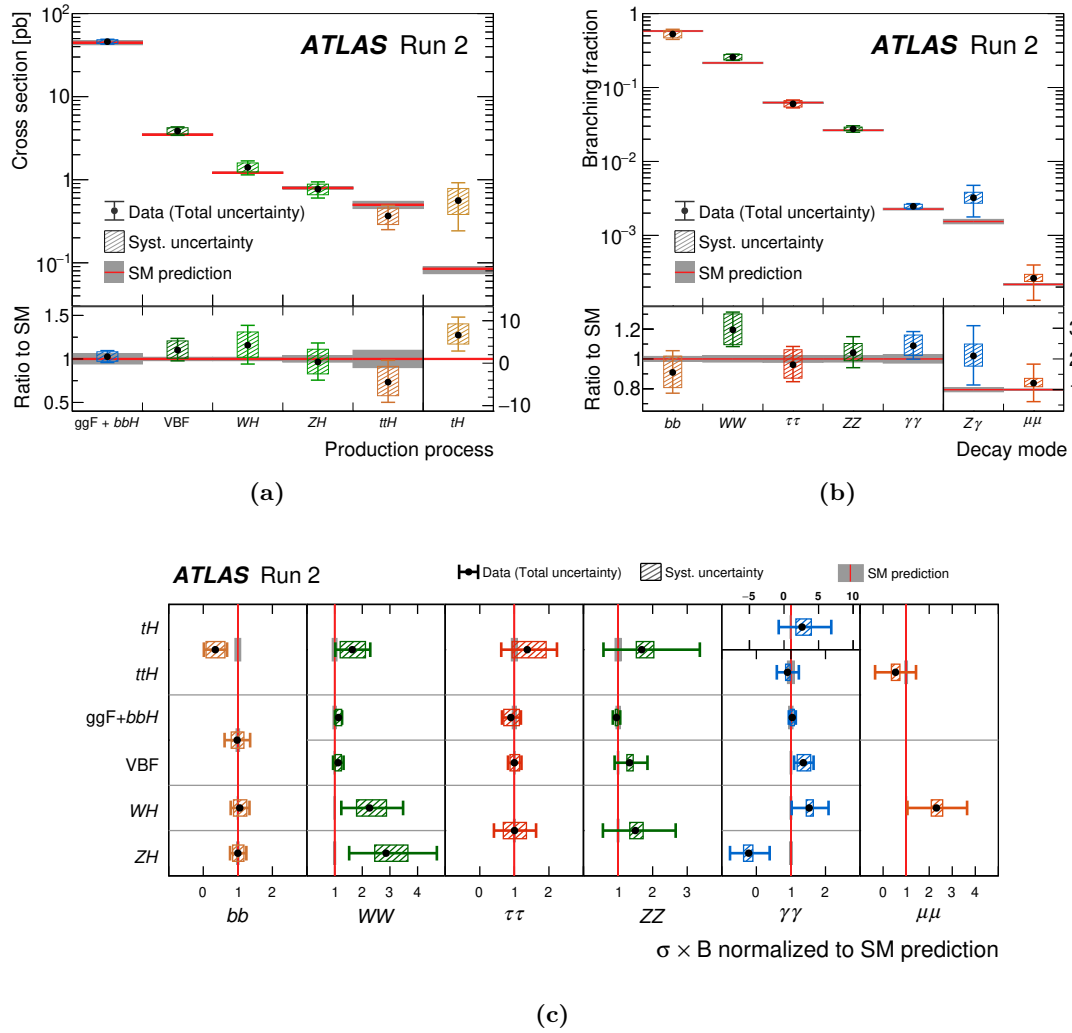 ATLAS Run 2
Cross section [pb]
10²
10
1
10⁻¹
Data (Total uncertainty)
Syst. uncertainty
SM prediction
Ratio to SM
1.5
1
0.5
10
0
−10
ggF + bbH VBF WH ZH ttH tH
Production process
(a)
ATLAS Run 2
Branching fraction
1
10⁻¹
10⁻²
10⁻³
Data (Total uncertainty)
Syst. uncertainty
SM prediction
Ratio to SM
1.2
1
0.8
bb WW ττ ZZ γγ Zγ μμ
Decay mode
(b)
ATLAS Run 2
Data (Total uncertainty) Syst. uncertainty SM prediction
−5 0 5 10
tH
ttH
ggF+bbH
VBF
WH
ZH
0 1 2 1 2 3 4 0 1 2 0 1 2 3 0 1 2 0 1 2 3 4
bb WW ττ ZZ γγ μμ
σ × B normalized to SM prediction
(c)